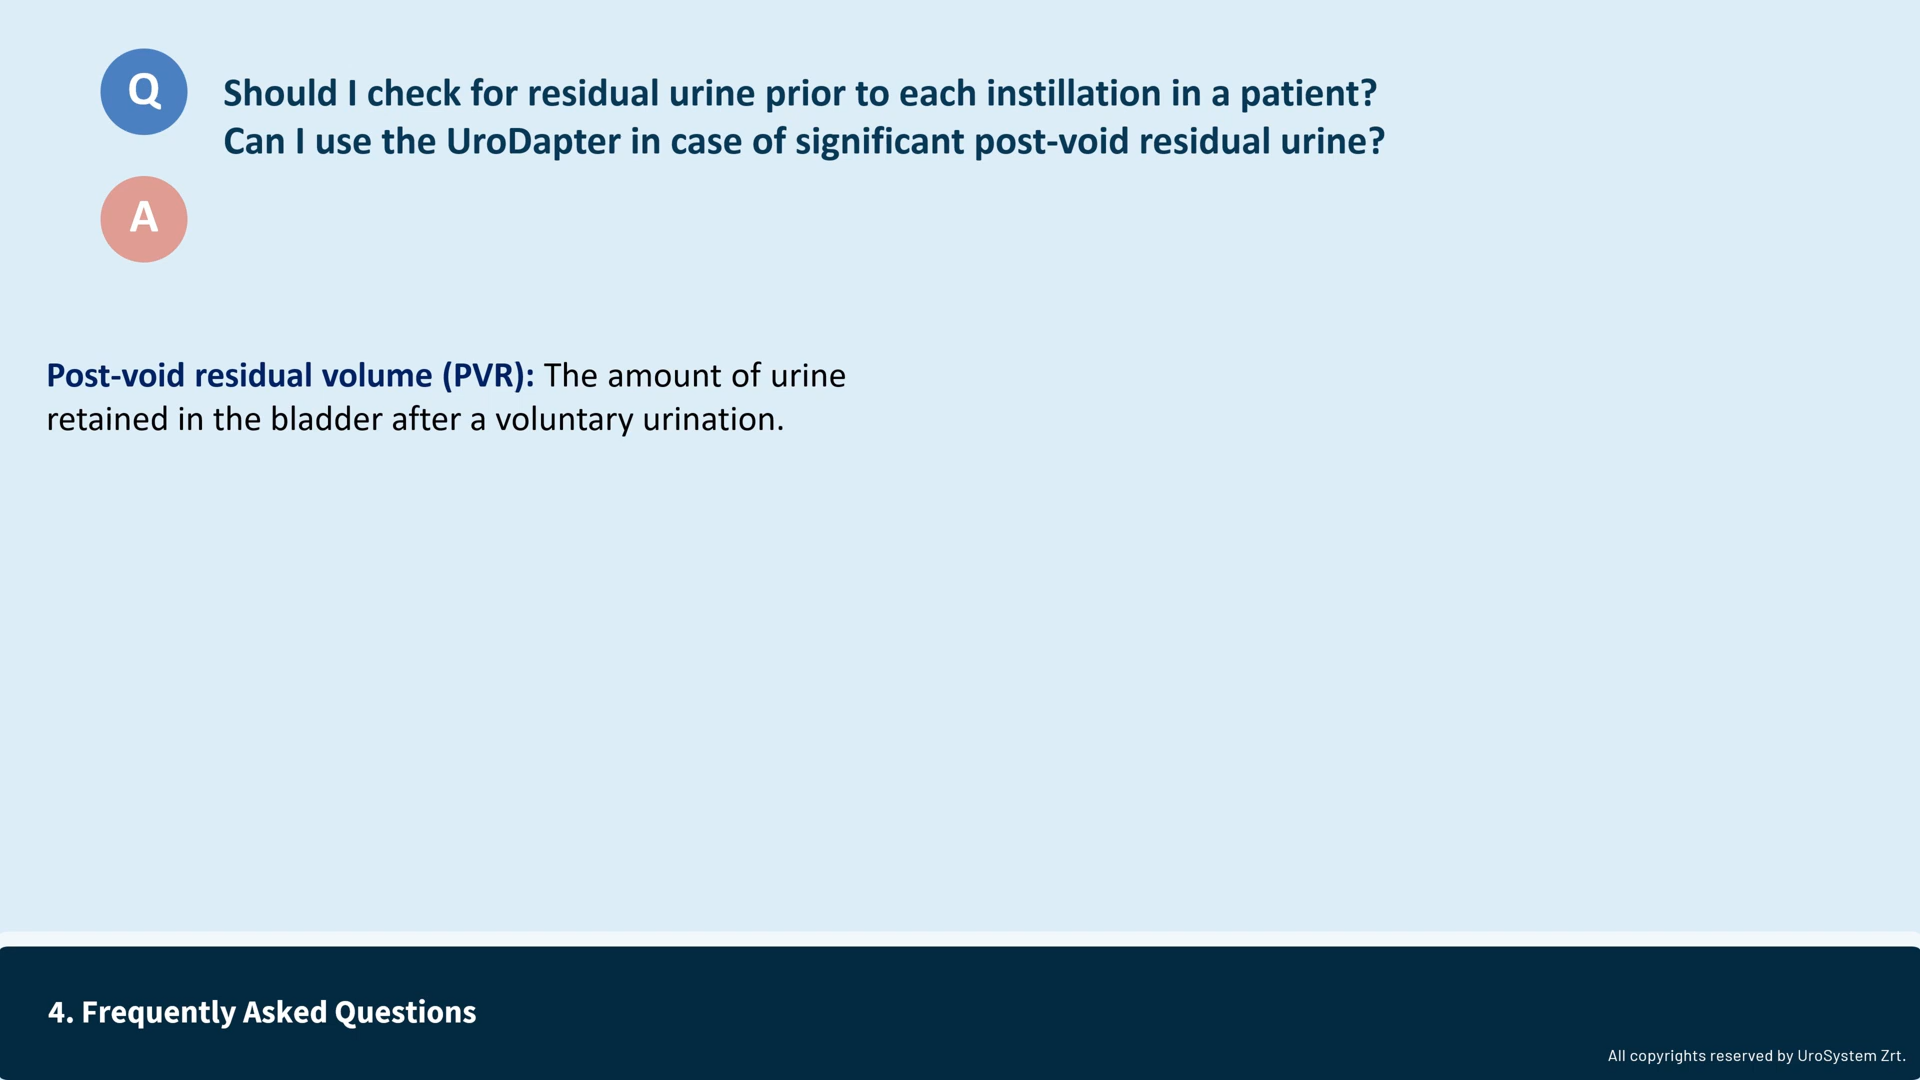 Q
Should I check for residual urine prior to each instillation in a patient?
Can I use the UroDapter in case of significant post-void residual urine?
A
Post-void residual volume (PVR): The amount of urine
retained in the bladder after a voluntary urination.
4. Frequently Asked Questions
All copyrights reserved by UroSystem Zrt.